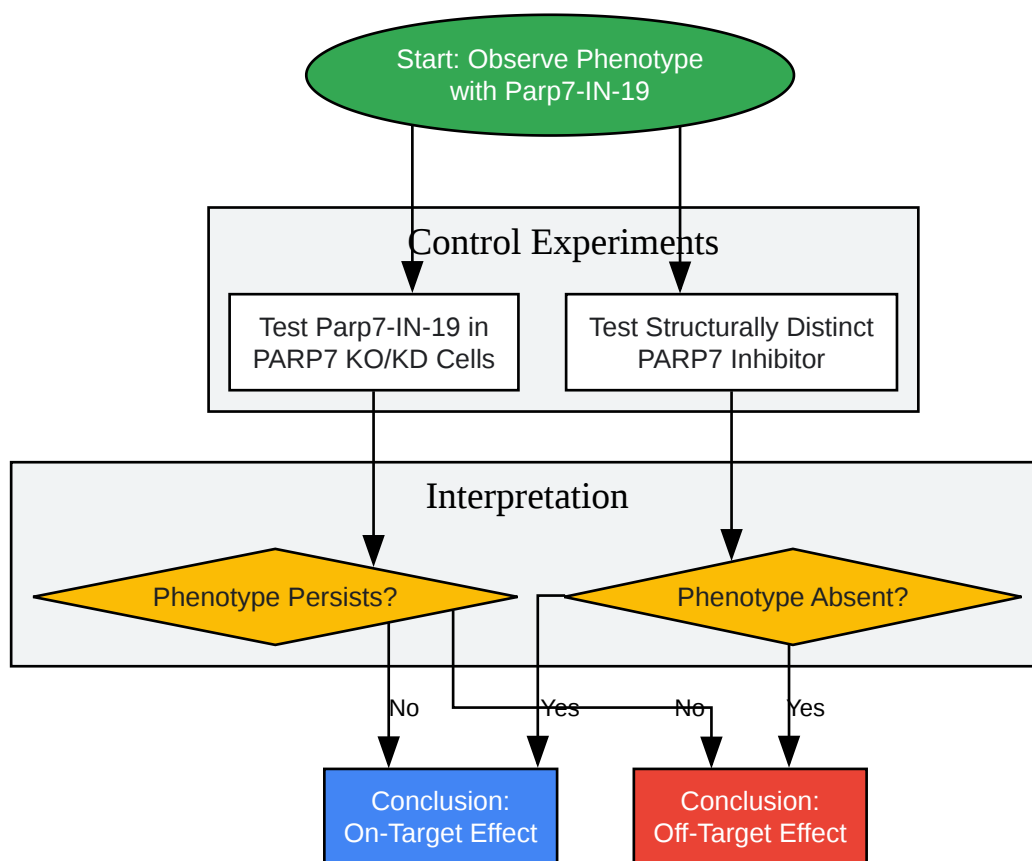 Start: Observe Phenotype
with Parp7-IN-19
Control Experiments
Test Parp7-IN-19 in
PARP7 KO/KD Cells
Test Structurally Distinct
PARP7 Inhibitor
Interpretation
Phenotype Persists?
Phenotype Absent?
No
Yes
No
Yes
Conclusion:
On-Target Effect
Conclusion:
Off-Target Effect